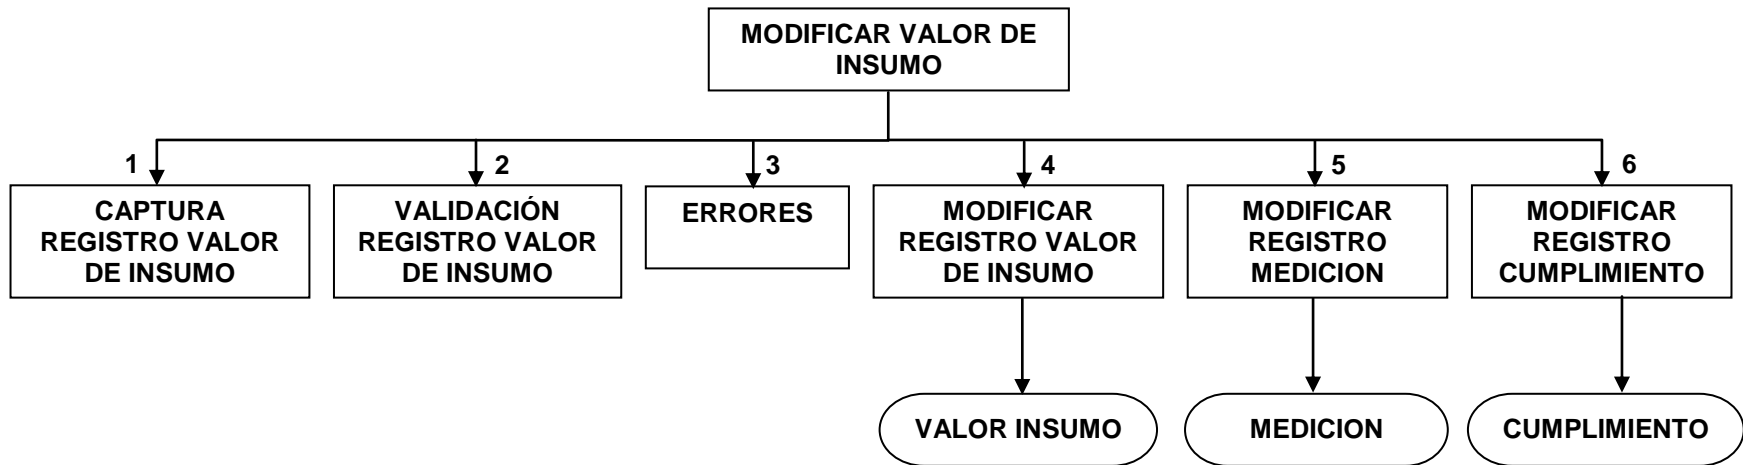 MODIFICAR VALOR DE
INSUMO
1
2
3
4
5
6
CAPTURA
REGISTRO VALOR
DE INSUMO
VALIDACIÓN
REGISTRO VALOR
DE INSUMO
ERRORES
MODIFICAR
REGISTRO VALOR
DE INSUMO
MODIFICAR
REGISTRO
MEDICION
MODIFICAR
REGISTRO
CUMPLIMIENTO
VALOR INSUMO
MEDICION
CUMPLIMIENTO